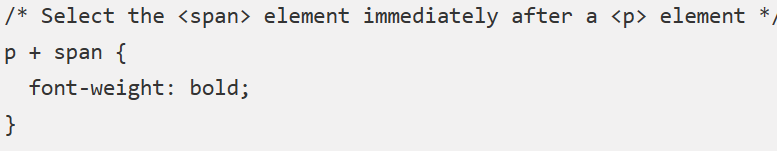 /* Select the <span> element immediately after a <p> element */
p + span {
  font-weight: bold;
}